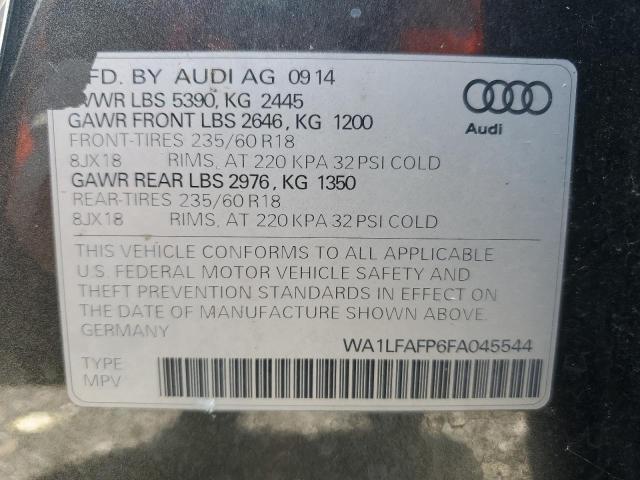 FD. BY AUDI AG 09 14
VWR LBS 5390, KG 2445
GAWR FRONT LBS 2646, KG 1200
FRONT-TIRES 235/60 R18
8JX18 RIMS, AT 220 KPA 32 PSI COLD
GAWR REAR LBS 2976, KG 1350
REAR-TIRES 235/60 R18
8JX18 RIMS, AT 220 KPA 32 PSI COLD
Audi
THIS VEHICLE CONFORMS TO ALL APPLICABLE
U.S. FEDERAL MOTOR VEHICLE SAFETY AND
THEFT PREVENTION STANDARDS IN EFFECT ON
THE DATE OF MANUFACTURE SHOWN ABOVE.
GERMANY
WA1LFAFP6FA045544
TYPE
MPV